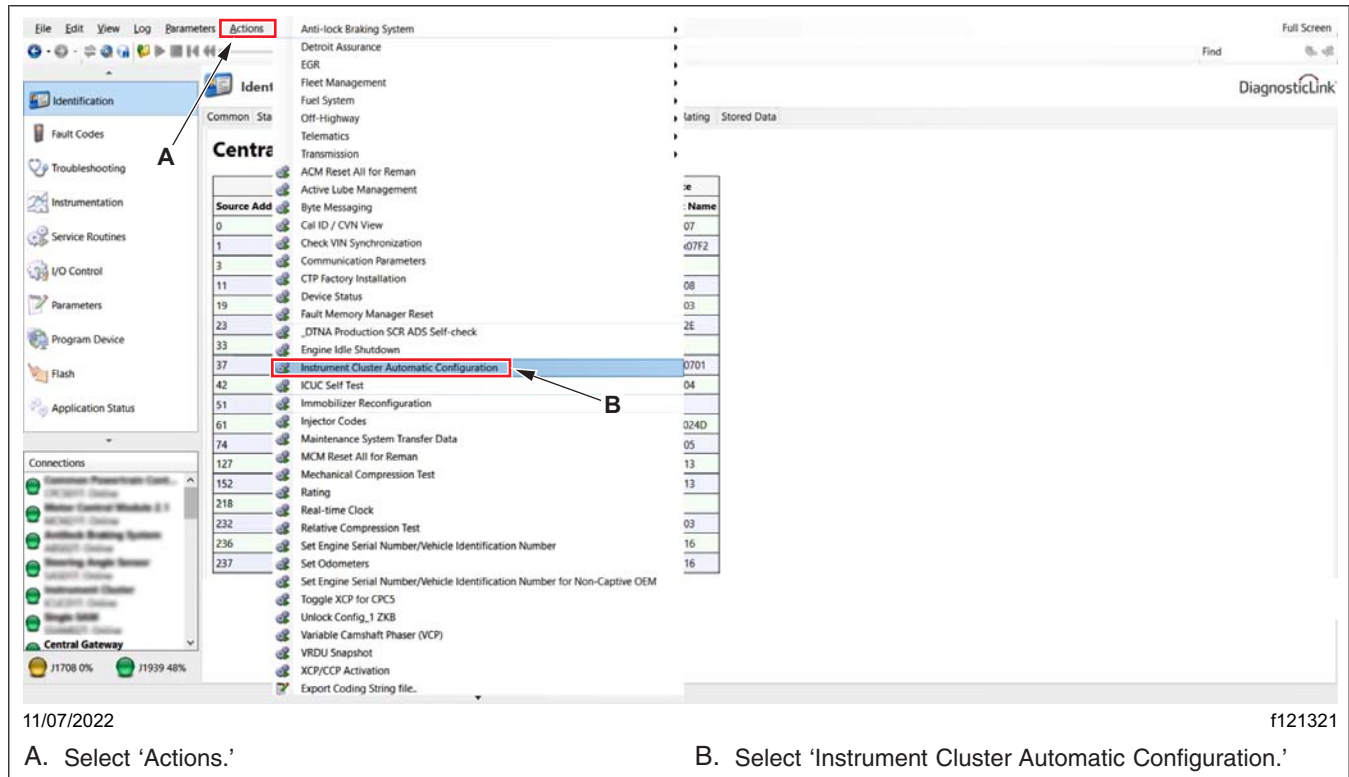 File Edit View Log Parameters Actions
Full Screen
Find
DiagnosticLink
Identification
Fault Codes
Troubleshooting
Instrumentation
Service Routines
I/O Control
Parameters
Program Device
Flash
Application Status
Connections
Central Gateway
J1708 0% J1939 48%
Ident
Common Sta
Rating Stored Data
Centra
Source Add
Name
0 07
1 07F2
3
11 08
19 03
23 2E
33
37 0701
42 04
51
61 024D
74 05
127 13
152 13
218
232 03
236 16
237 16
Anti-lock Braking System
Detroit Assurance
EGR
Fleet Management
Fuel System
Off-Highway
Telematics
Transmission
ACM Reset All for Reman
Active Lube Management
Byte Messaging
Cal ID / CVN View
Check VIN Synchronization
Communication Parameters
CTP Factory Installation
Device Status
Fault Memory Manager Reset
_DTNA Production SCR ADS Self-check
Engine Idle Shutdown
Instrument Cluster Automatic Configuration
ICUC Self Test
Immobilizer Reconfiguration
Injector Codes
Maintenance System Transfer Data
MCM Reset All for Reman
Mechanical Compression Test
Rating
Real-time Clock
Relative Compression Test
Set Engine Serial Number/Vehicle Identification Number
Set Odometers
Set Engine Serial Number/Vehicle Identification Number for Non-Captive OEM
Toggle XCP for CPC5
Unlock Config_1 ZKB
Variable Camshaft Phaser (VCP)
VRDU Snapshot
XCP/CCP Activation
Export Coding String file..
A
B
11/07/2022
f121321
A. Select ‘Actions.’
B. Select ‘Instrument Cluster Automatic Configuration.’